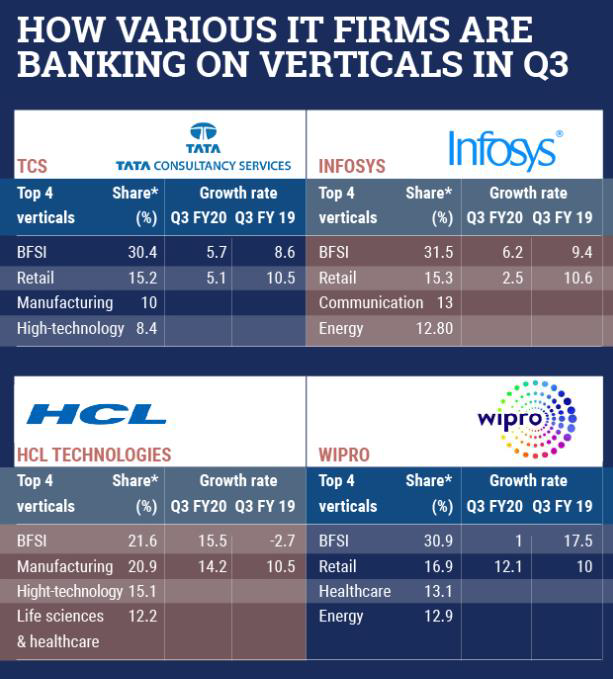 HOW VARIOUS IT FIRMS ARE
BANKING ON VERTICALS IN Q3
TATA
TCS TATA CONSULTANCY SERVICES
Top 4 Share* Growth rate
verticals (%) Q3 FY20 Q3 FY 19
BFSI 30.4 5.7 8.6
Retail 15.2 5.1 10.5
Manufacturing 10
High-technology 8.4
Infosys®
INFOSYS
Top 4 Share* Growth rate
verticals (%) Q3 FY20 Q3 FY 19
BFSI 31.5 6.2 9.4
Retail 15.3 2.5 10.6
Communication 13
Energy 12.80
HCL
HCL TECHNOLOGIES
Top 4 Share* Growth rate
verticals (%) Q3 FY20 Q3 FY 19
BFSI 21.6 15.5 -2.7
Manufacturing 20.9 14.2 10.5
Hight-technology 15.1
Life sciences 12.2
& healthcare
wipro
WIPRO
Top 4 Share* Growth rate
verticals (%) Q3 FY20 Q3 FY 19
BFSI 30.9 1 17.5
Retail 16.9 12.1 10
Healthcare 13.1
Energy 12.9